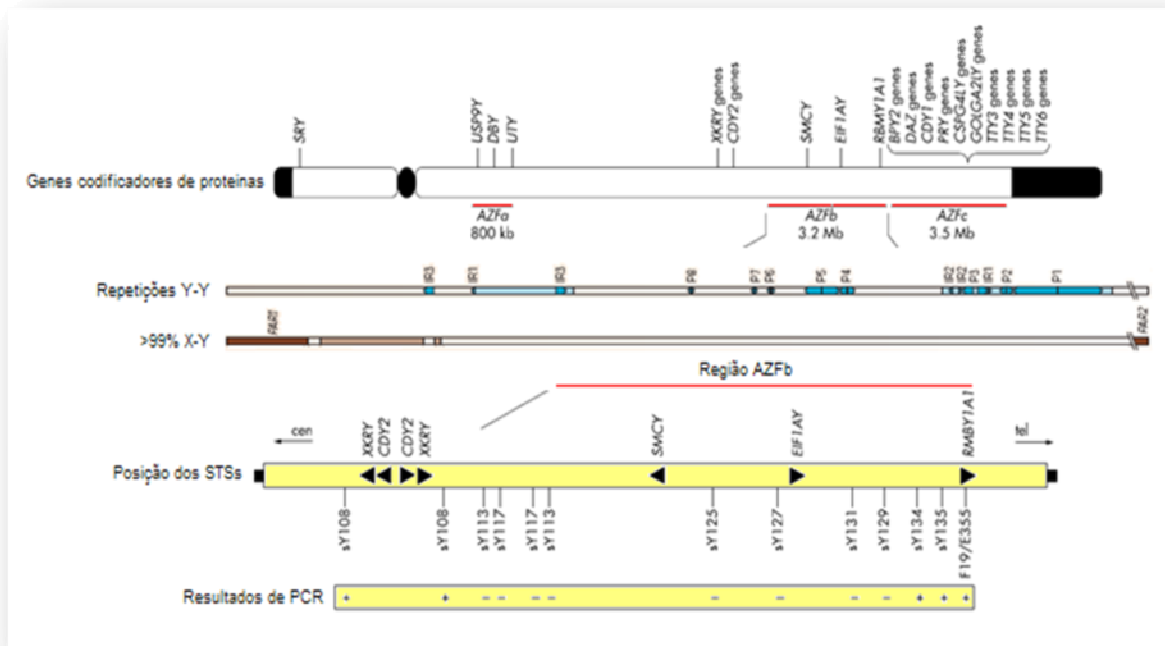 SRY
USP9Y
DBY
UTY
XKRY genes
CDY2 genes
SMCY
EIF1AY
RBMY1A1
BPY2 genes
DAZ genes
CDY1 genes
PRY genes
CSPG4LY genes
GOLGA2LY genes
TTY3 genes
TTY4 genes
TTY5 genes
TTY6 genes
Genes codificadores de proteinas
AZFa
800 kb
AZFb
3.2 Mb
AZFc
3.5 Mb
IR3
IR1
IR3
P8
P7
P6
P5
P4
IR2
IR2
P3
IR1
P2
P1
Repetições Y-Y
PAR1
PAR2
>99% X-Y
Região AZFb
cen
XKRY
CDY2
CDY2
XKRY
SMCY
EIF1AY
RMBY1A1
tel.
Posição dos STSs
sY108
sY108
sY113
sY117
sY117
sY113
sY125
sY127
sY131
sY129
sY134
sY135
F19/E355
Resultados de PCR + + - - - - - - - - + + +